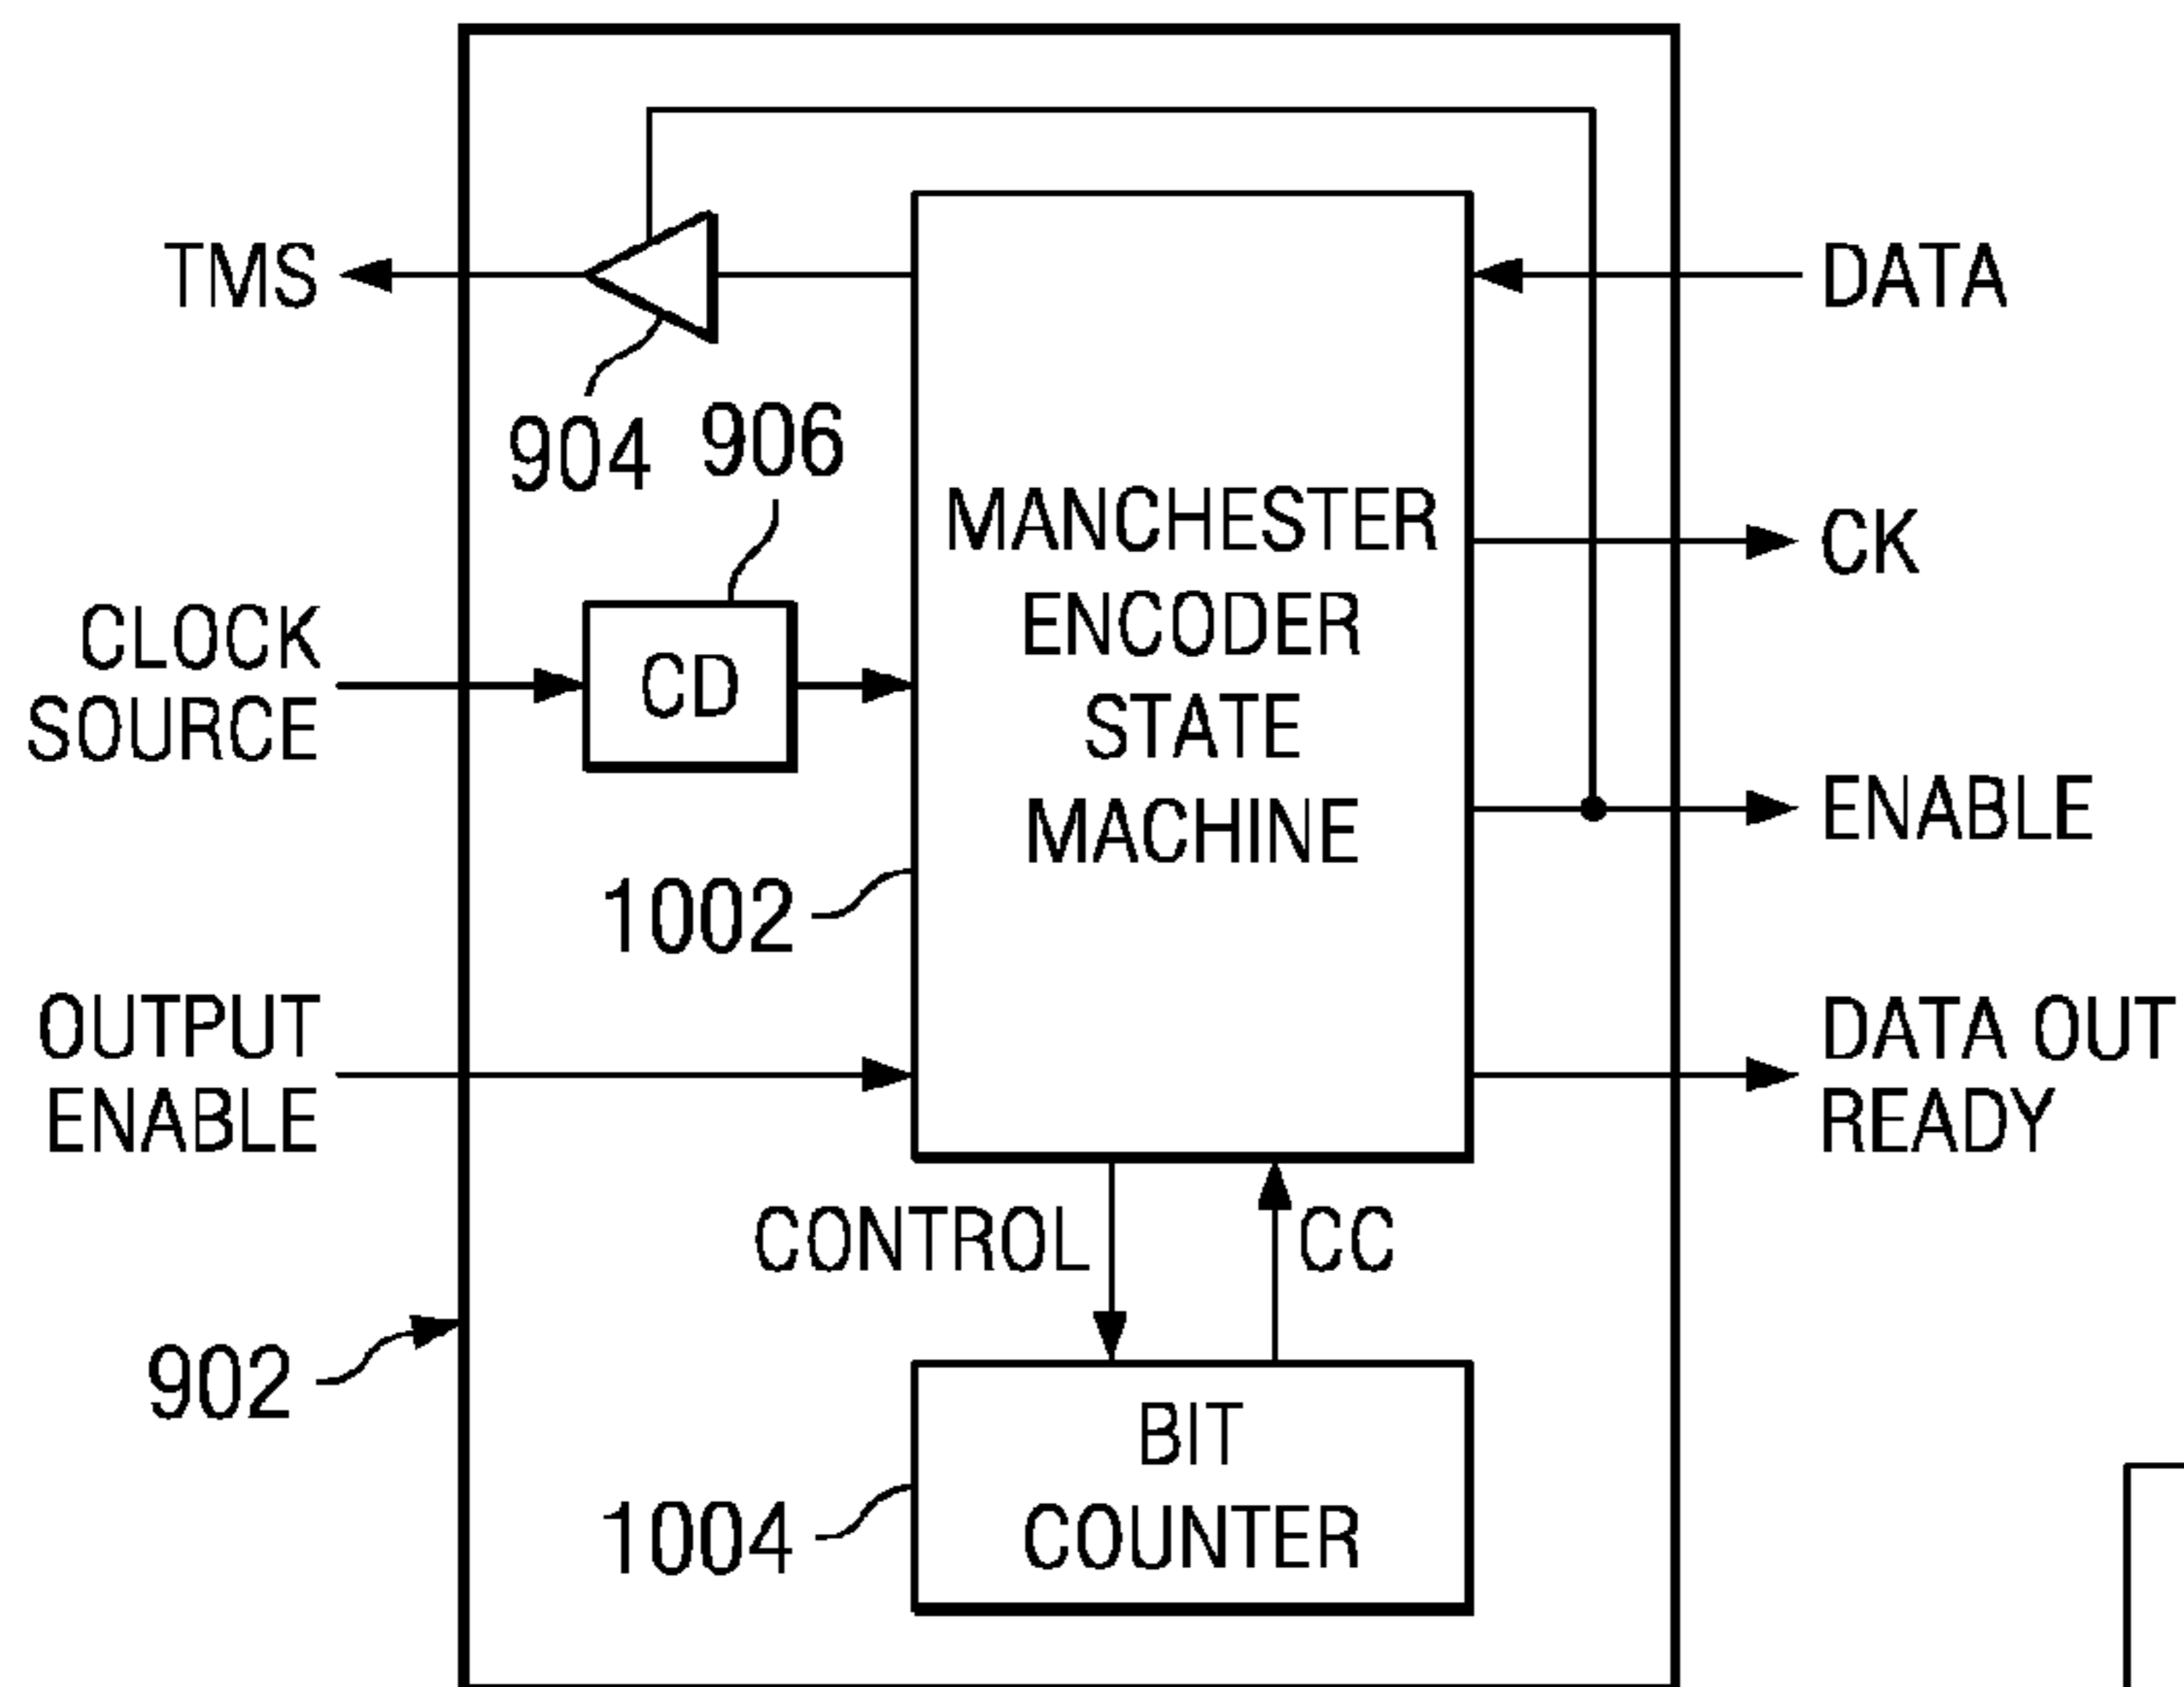 TMS
DATA
904
906
MANCHESTER
ENCODER
STATE
MACHINE
CK
CLOCK
SOURCE
CD
ENABLE
1002
OUTPUT
ENABLE
DATA OUT
READY
CONTROL
CC
902
BIT
COUNTER
1004